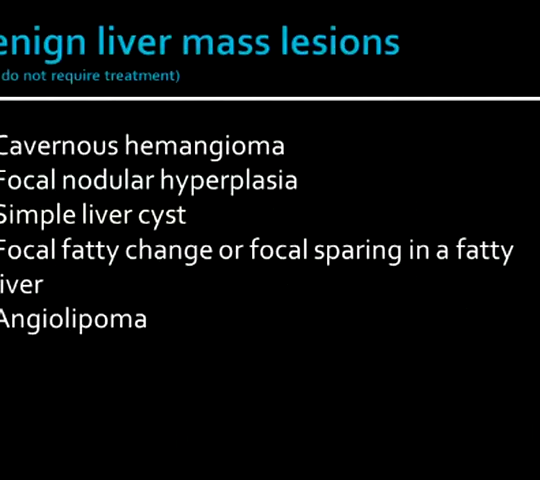 enign liver mass lesions
do not require treatment)
Cavernous hemangioma
Focal nodular hyperplasia
Simple liver cyst
Focal fatty change or focal sparing in a fatty
iver
Angiolipoma